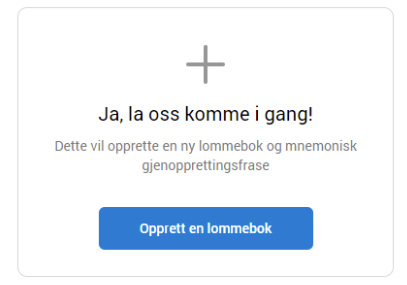 Ja, la oss komme i gang!
Dette vil opprette en ny lommebok og mnemonisk
gjenopprettingsfrase
Opprett en lommebok